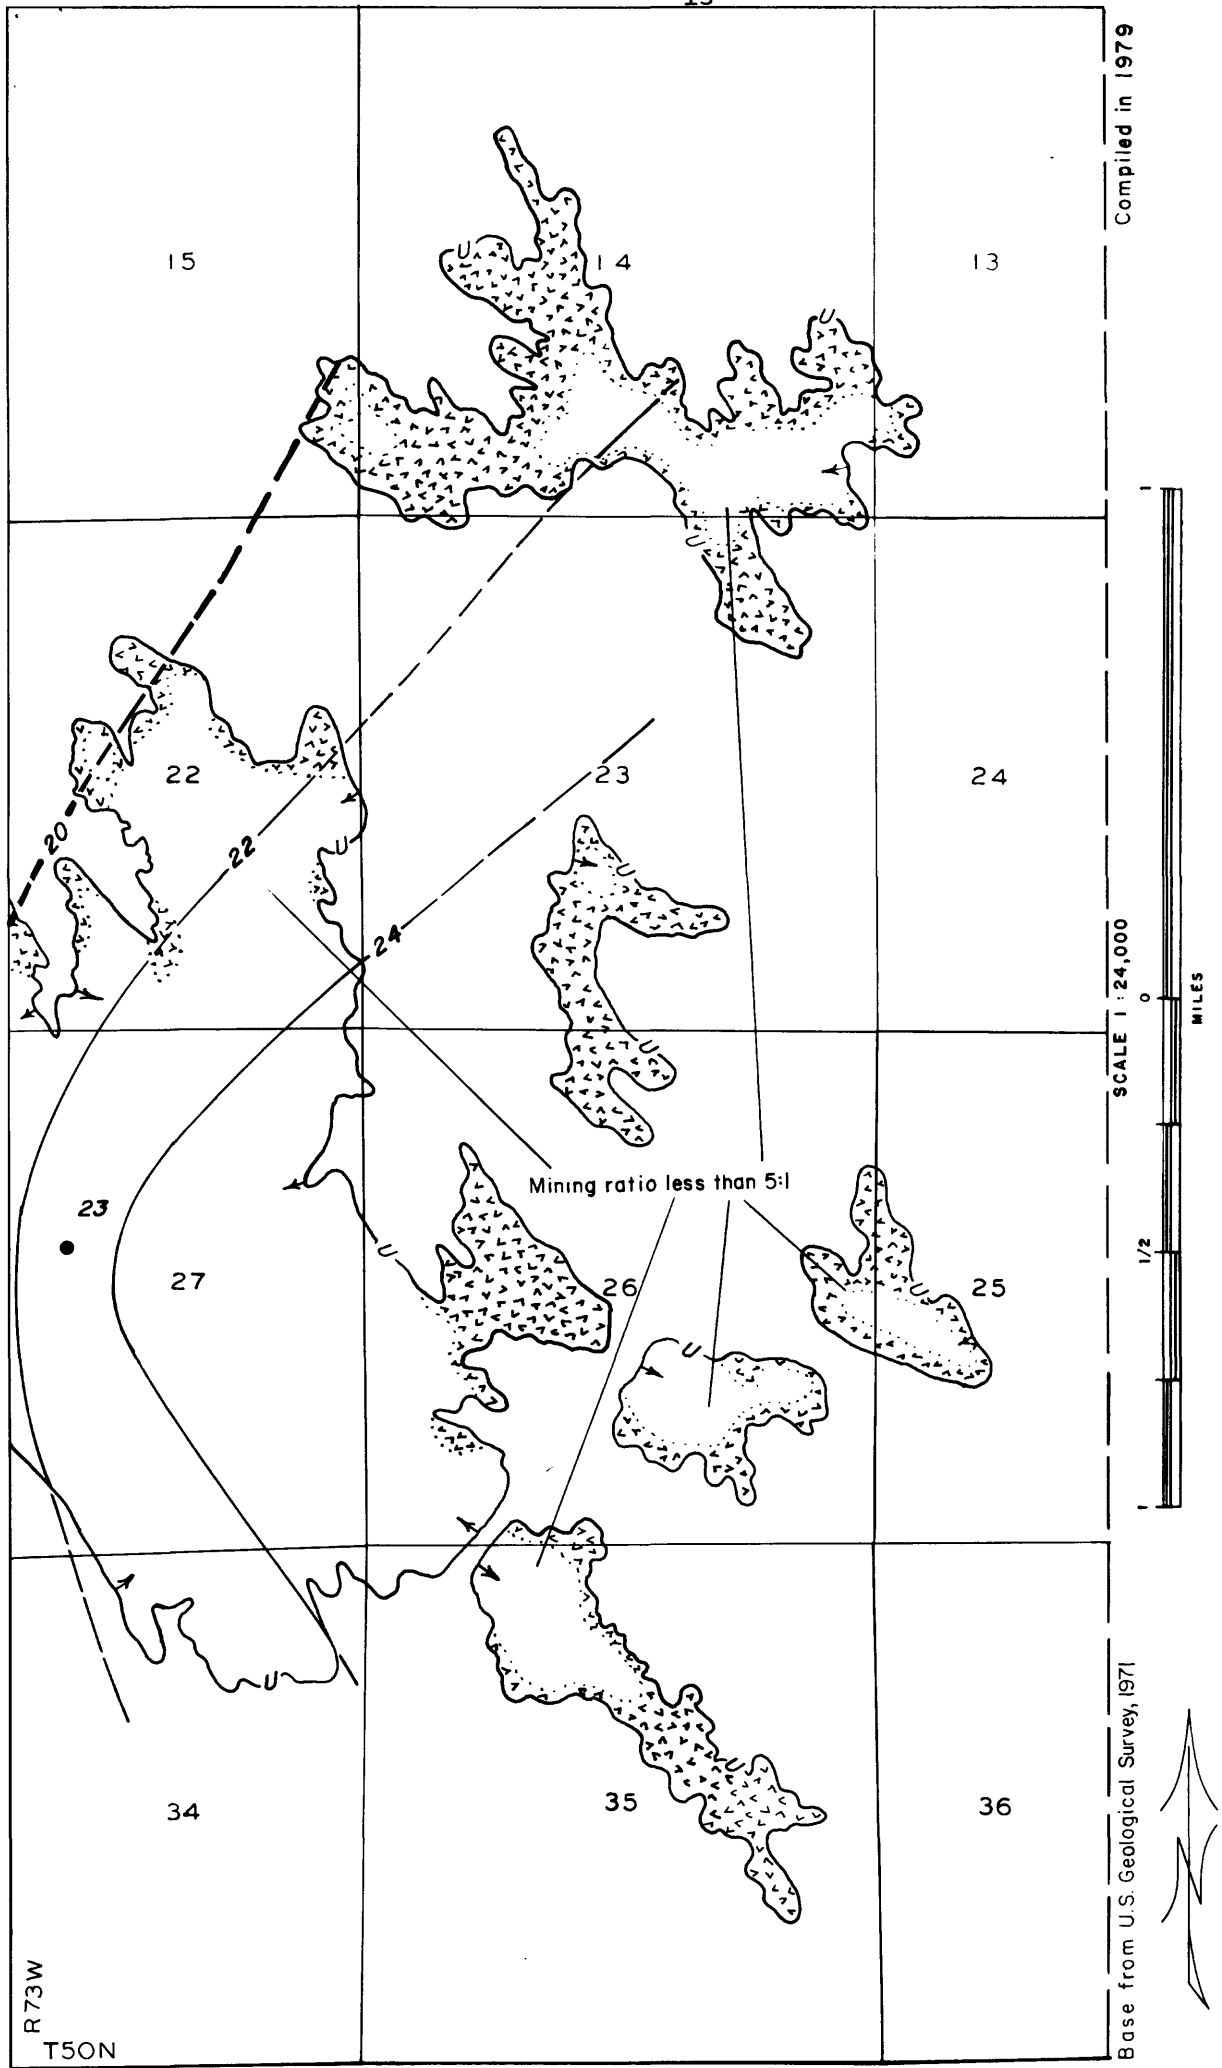 13
Compiled in 1979
15
14
13
U
U
U
22
23
24
20
22
24
U
U
U
SCALE 1 : 24,000
1
0
1/2
1
MILES
Mining ratio less than 5:1
23
27
26
25
U
U
U
U
34
35
36
U
Base from U.S. Geological Survey, 1971
N
R73W
T50N